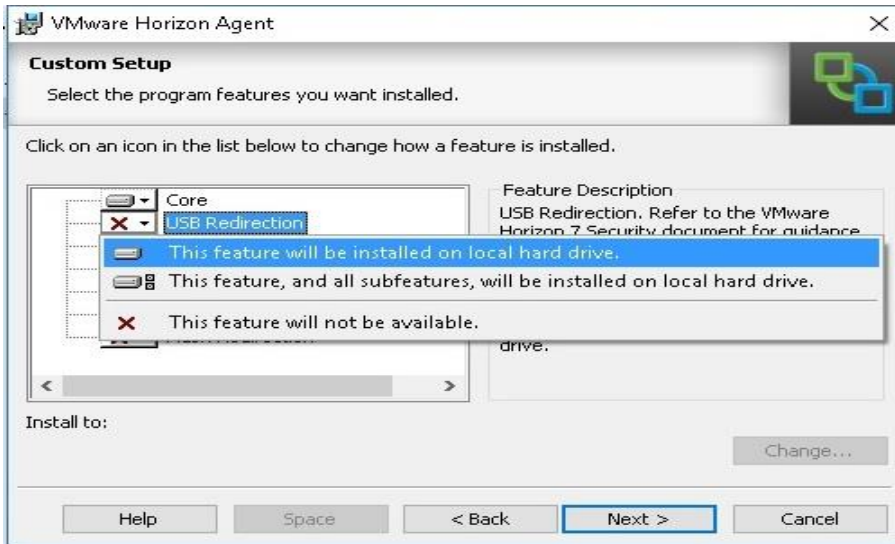 VMware Horizon Agent
Custom Setup
Select the program features you want installed.
Click on an icon in the list below to change how a feature is installed.
Core
USB Redirection
This feature will be installed on local hard drive.
This feature, and all subfeatures, will be installed on local hard drive.
This feature will not be available.
Feature Description
USB Redirection. Refer to the VMware
Horizon 7 Security document for guidance
drive.
Install to:
Change...
Help
Space
< Back
Next >
Cancel